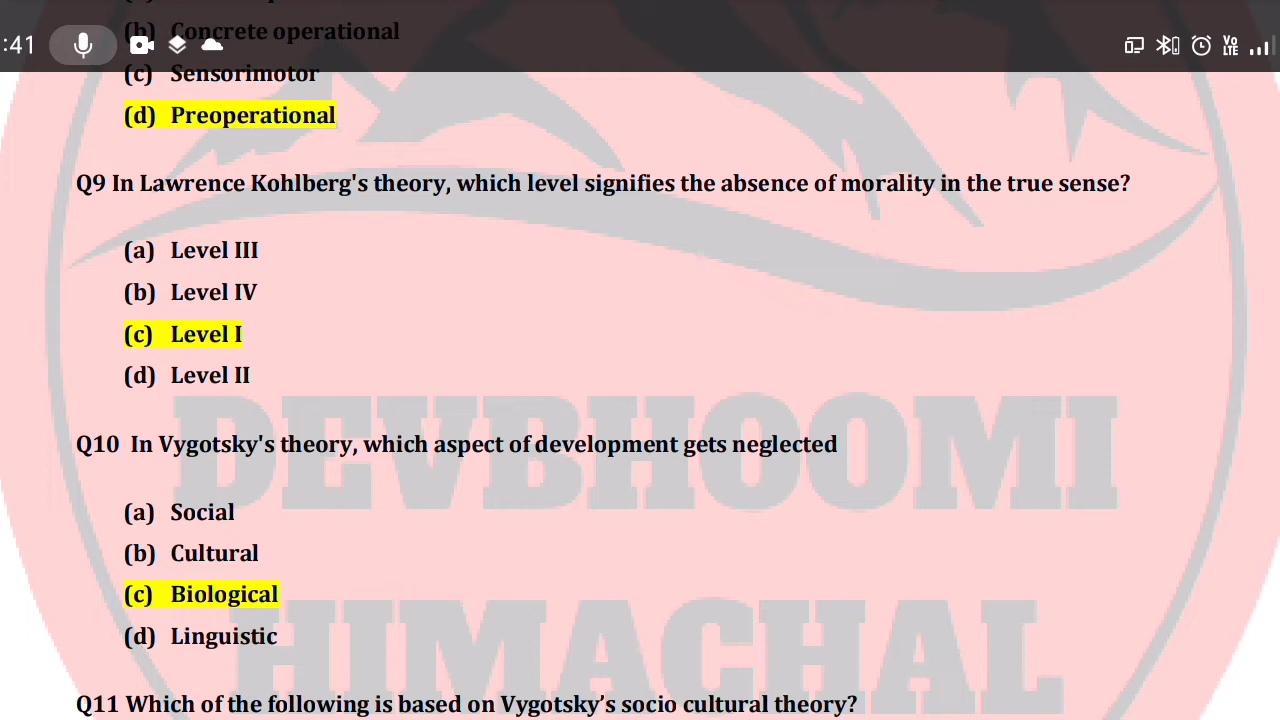 :41
Vo
LTE
(b) Concrete operational
(c) Sensorimotor
(d) Preoperational
Q9 In Lawrence Kohlberg's theory, which level signifies the absence of morality in the true sense?
(a) Level III
(b) Level IV
(c) Level I
(d) Level II
DEVBHOOMI
Q10 In Vygotsky's theory, which aspect of development gets neglected
(a) Social
(b) Cultural
(c) Biological
(d) Linguistic
HIMACHAL
Q11 Which of the following is based on Vygotsky’s socio cultural theory?